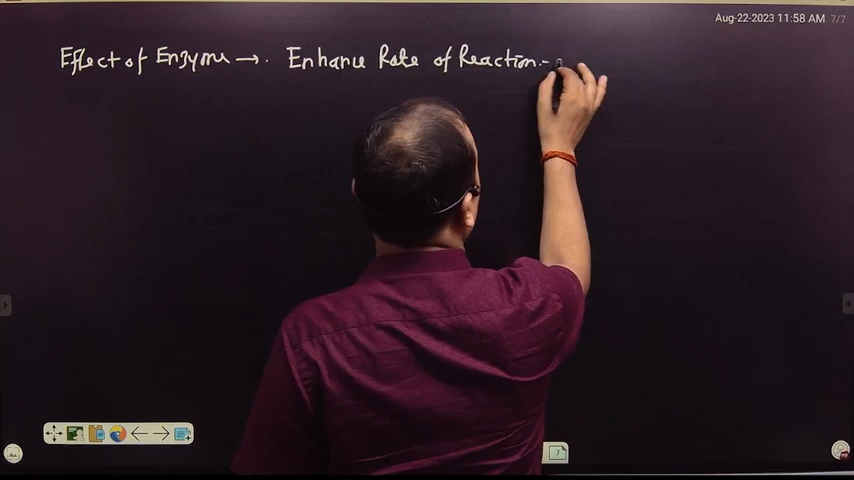 Aug-22-2023 11:58 AM 7/7
Effect of Enzyme → . Enhance Rate of Reaction.-
7